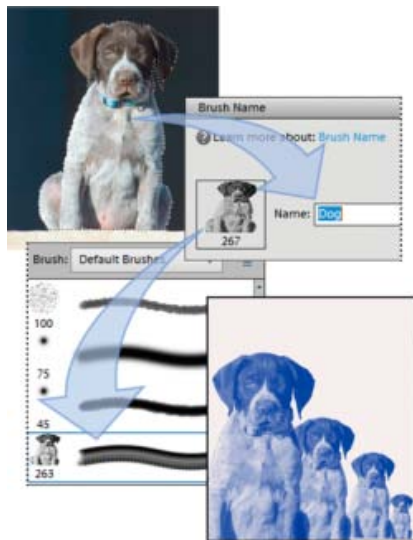 Brush Name
? Learn more about: Brush Name
Name: Dog
267
Brush: Default Brushes
100
75
45
263